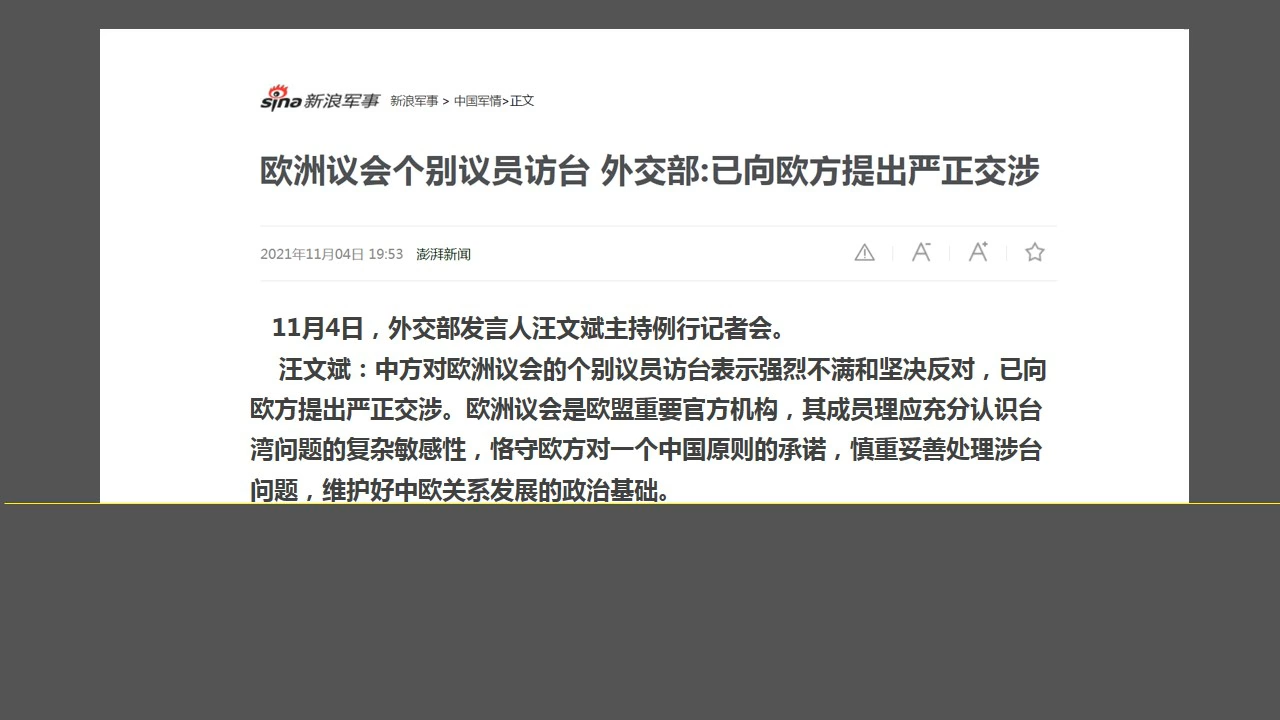 sina 新浪军事 新浪军事 > 中国军情>正文
欧洲议会个别议员访台 外交部:已向欧方提出严正交涉
2021年11月04日 19:53 澎湃新闻 A- A+
11月4日，外交部发言人汪文斌主持例行记者会。
汪文斌：中方对欧洲议会的个别议员访台表示强烈不满和坚决反对，已向
欧方提出严正交涉。欧洲议会是欧盟重要官方机构，其成员理应充分认识台
湾问题的复杂敏感性，恪守欧方对一个中国原则的承诺，慎重妥善处理涉台
问题，维护好中欧关系发展的政治基础。